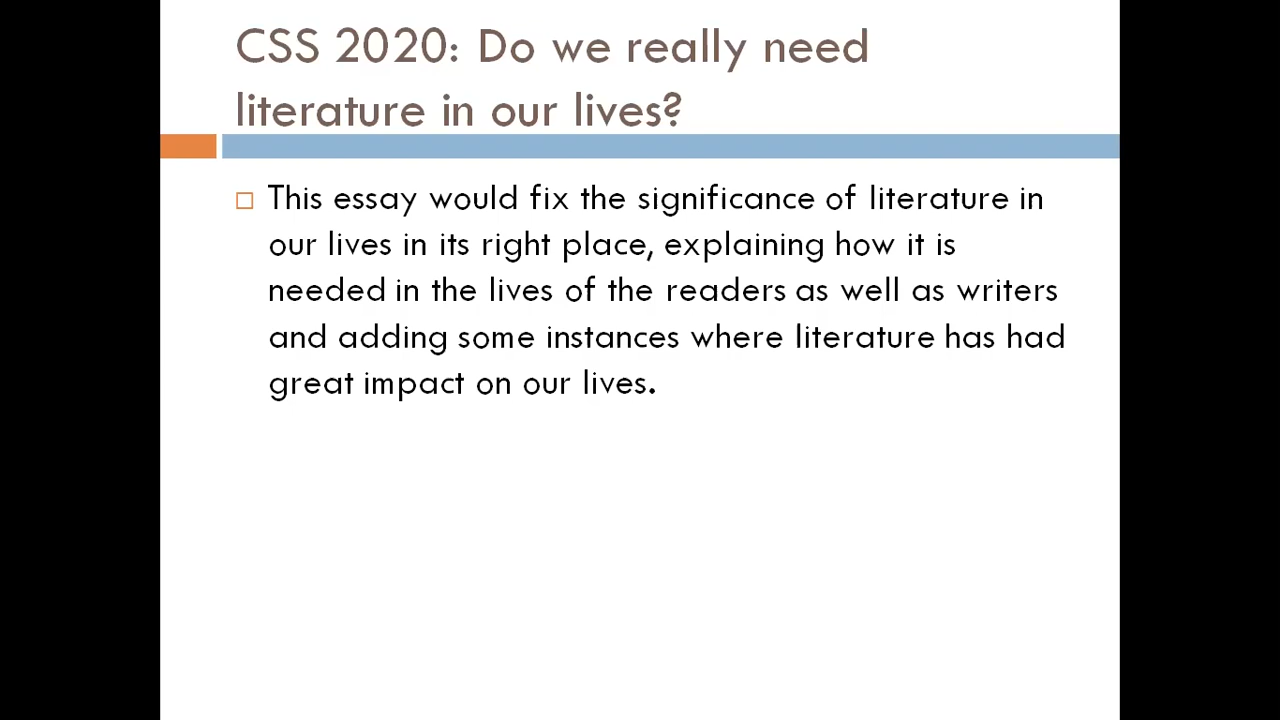 CSS 2020: Do we really need
literature in our lives?
This essay would fix the significance of literature in
our lives in its right place, explaining how it is
needed in the lives of the readers as well as writers
and adding some instances where literature has had
great impact on our lives.